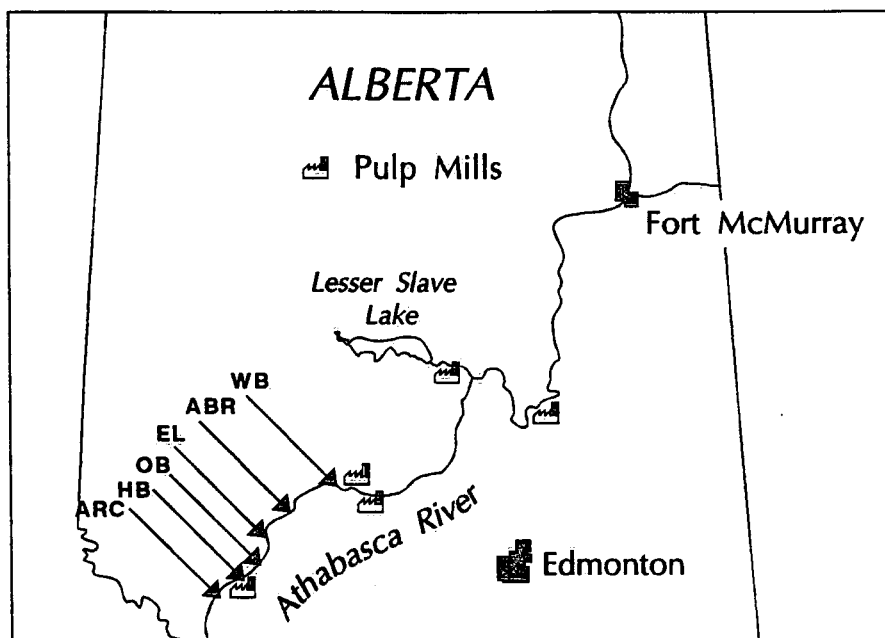 ALBERTA
Pulp Mills
Fort McMurray
Lesser Slave
Lake
WB
ABR
EL
OB
HB
ARC
Athabasca River
Edmonton